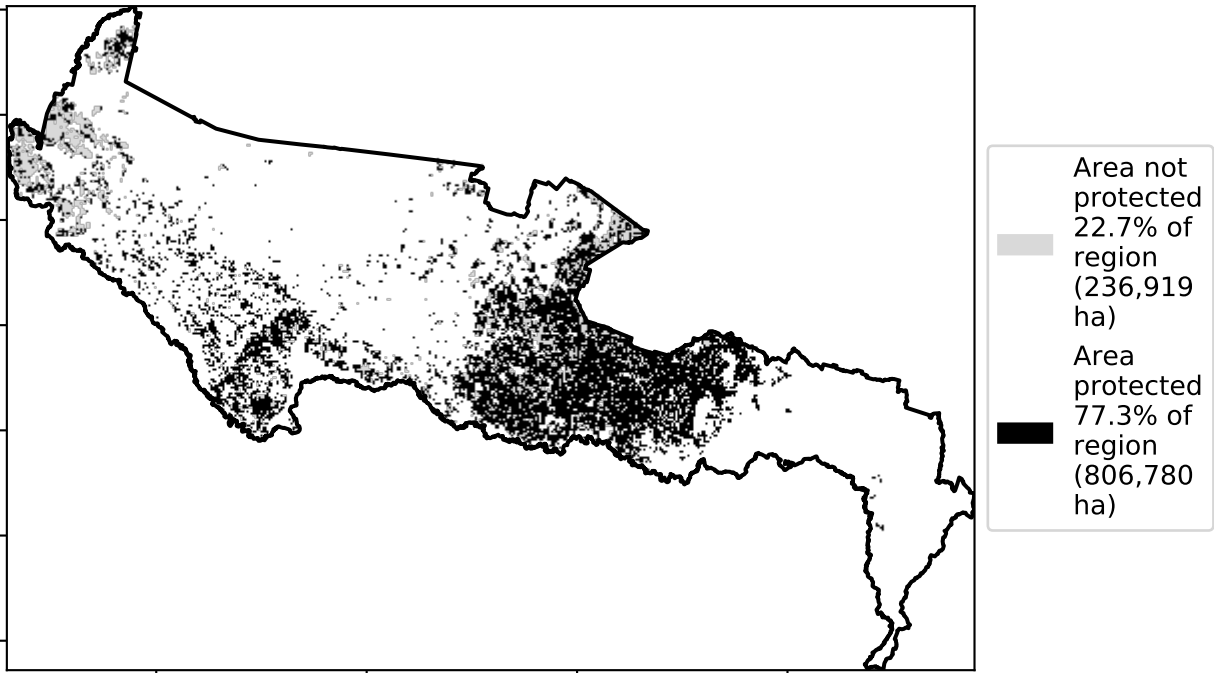 Area not
protected
22.7% of
region
(236,919
ha)
Area
protected
77.3% of
region
(806,780
ha)